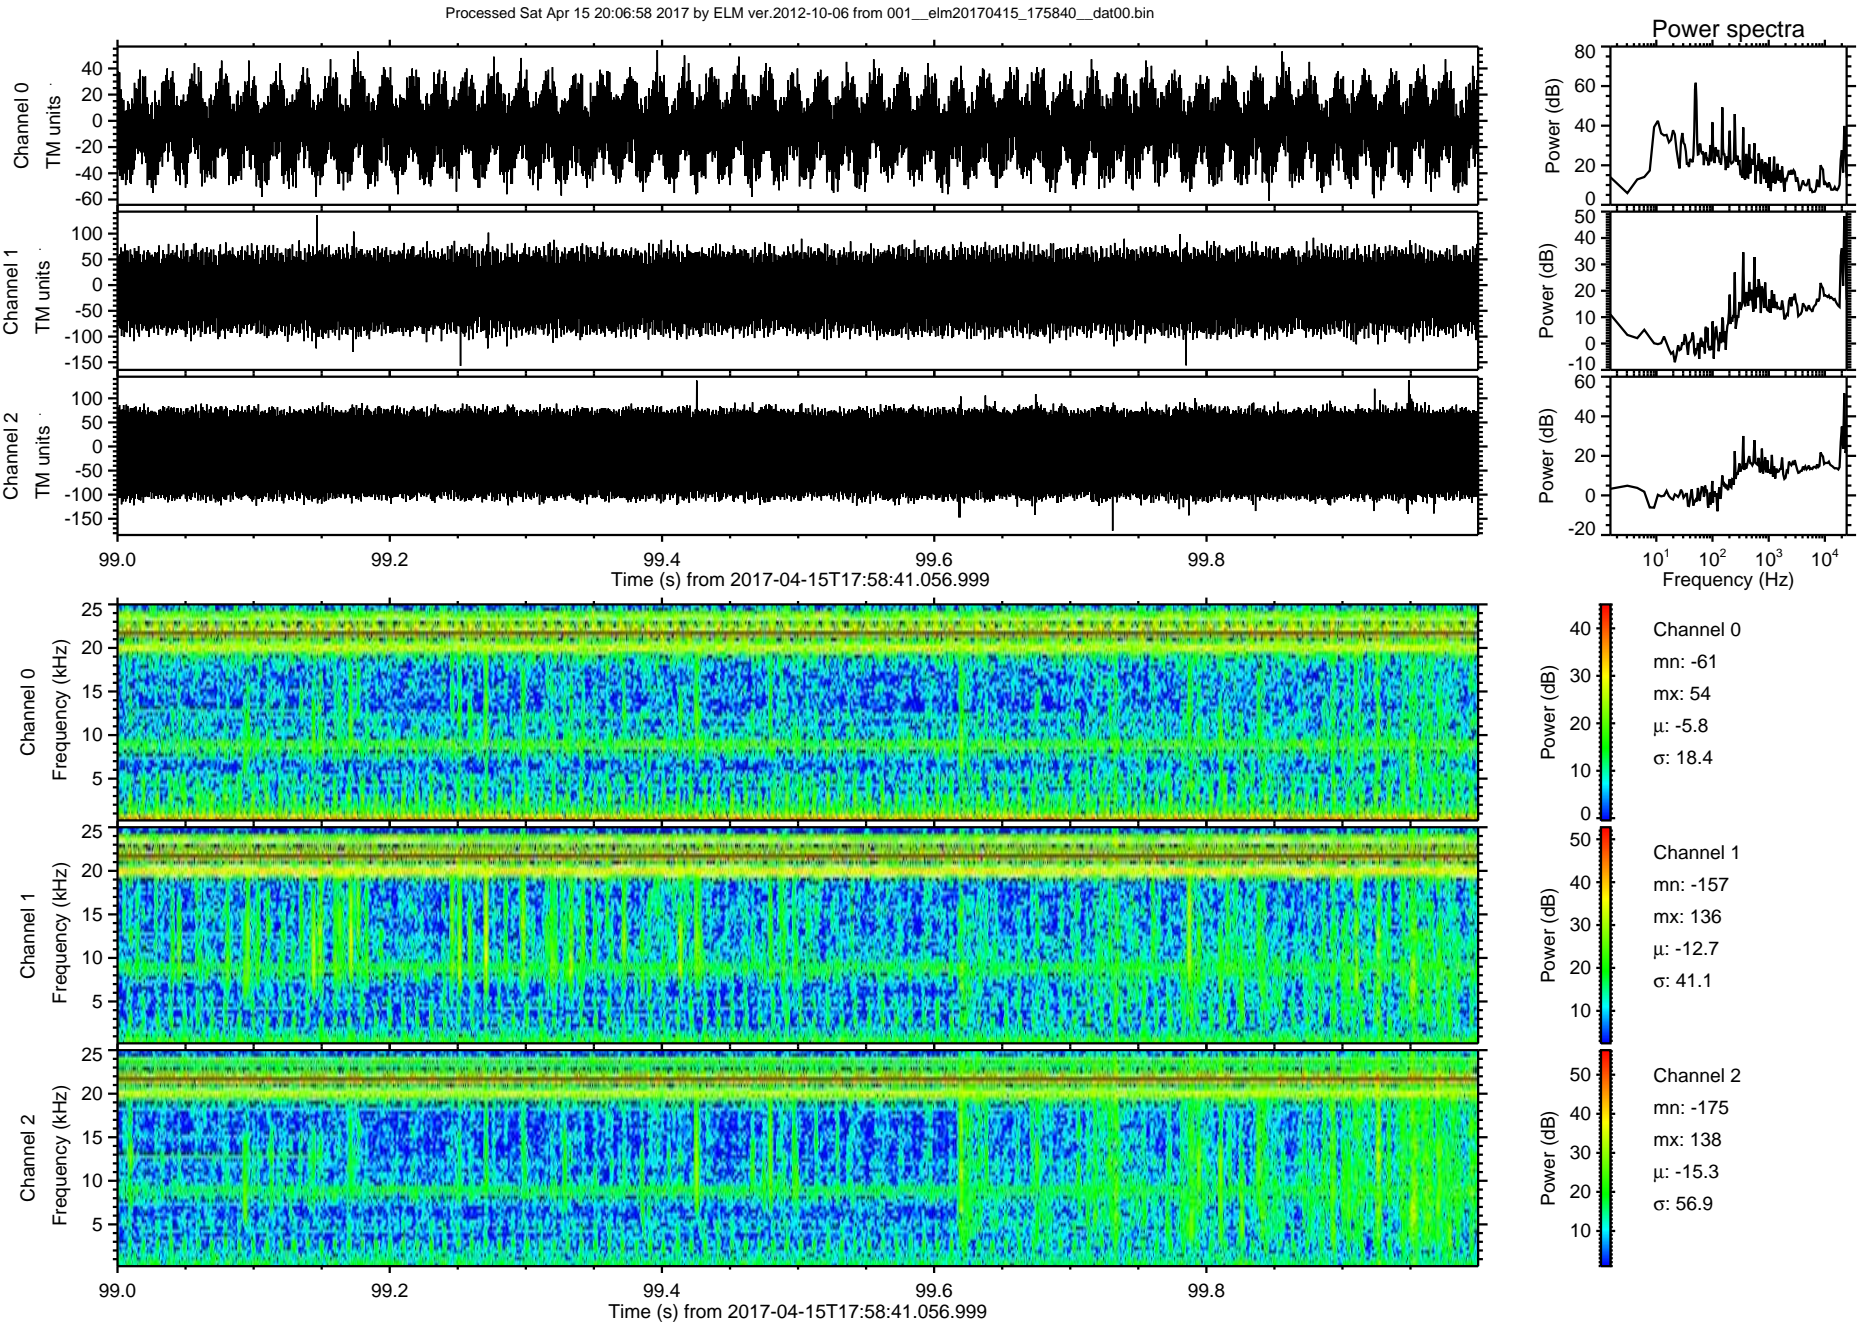 Processed Sat Apr 15 20:06:58 2017 by ELM ver.2012-10-06 from 001__elm20170415_175840__dat00.bin
Power spectra
Channel 0
TM units
40
20
0
-20
-40
-60
Power (dB)
80
60
40
20
0
Channel 1
TM units
100
50
0
-50
-100
-150
Power (dB)
50
40
30
20
10
0
-10
Channel 2
TM units
100
50
0
-50
-100
-150
Power (dB)
60
40
20
0
-20
99.0 99.2 99.4 99.6 99.8
Time (s) from 2017-04-15T17:58:41.056.999
10^1 10^2 10^3 10^4
Frequency (Hz)
Channel 0
Frequency (kHz)
25
20
15
10
5
Power (dB)
40
30
20
10
0
Channel 0
mn: -61
mx: 54
μ: -5.8
σ: 18.4
Channel 1
Frequency (kHz)
25
20
15
10
5
Power (dB)
50
40
30
20
10
Channel 1
mn: -157
mx: 136
μ: -12.7
σ: 41.1
Channel 2
Frequency (kHz)
25
20
15
10
5
Power (dB)
50
40
30
20
10
Channel 2
mn: -175
mx: 138
μ: -15.3
σ: 56.9
99.0 99.2 99.4 99.6 99.8
Time (s) from 2017-04-15T17:58:41.056.999